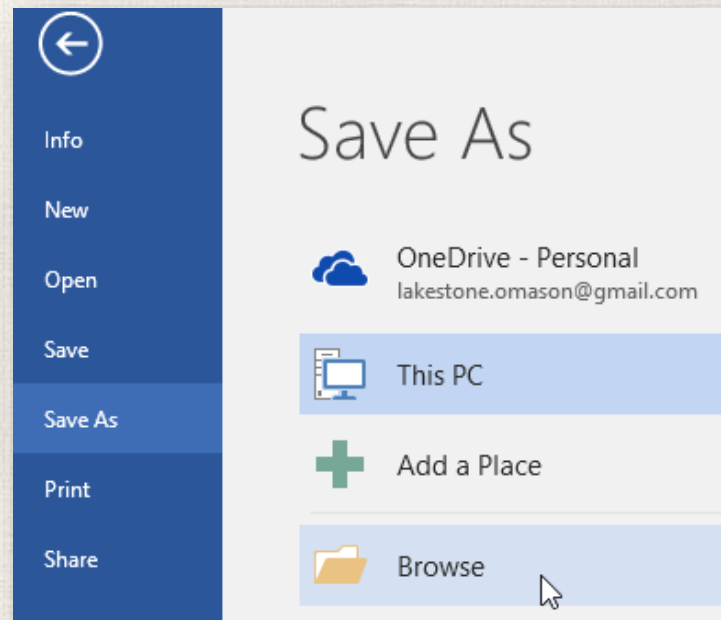 Info
New
Open
Save
Save As
Print
Share
Save As
OneDrive - Personal
lakestone.omason@gmail.com
This PC
Add a Place
Browse